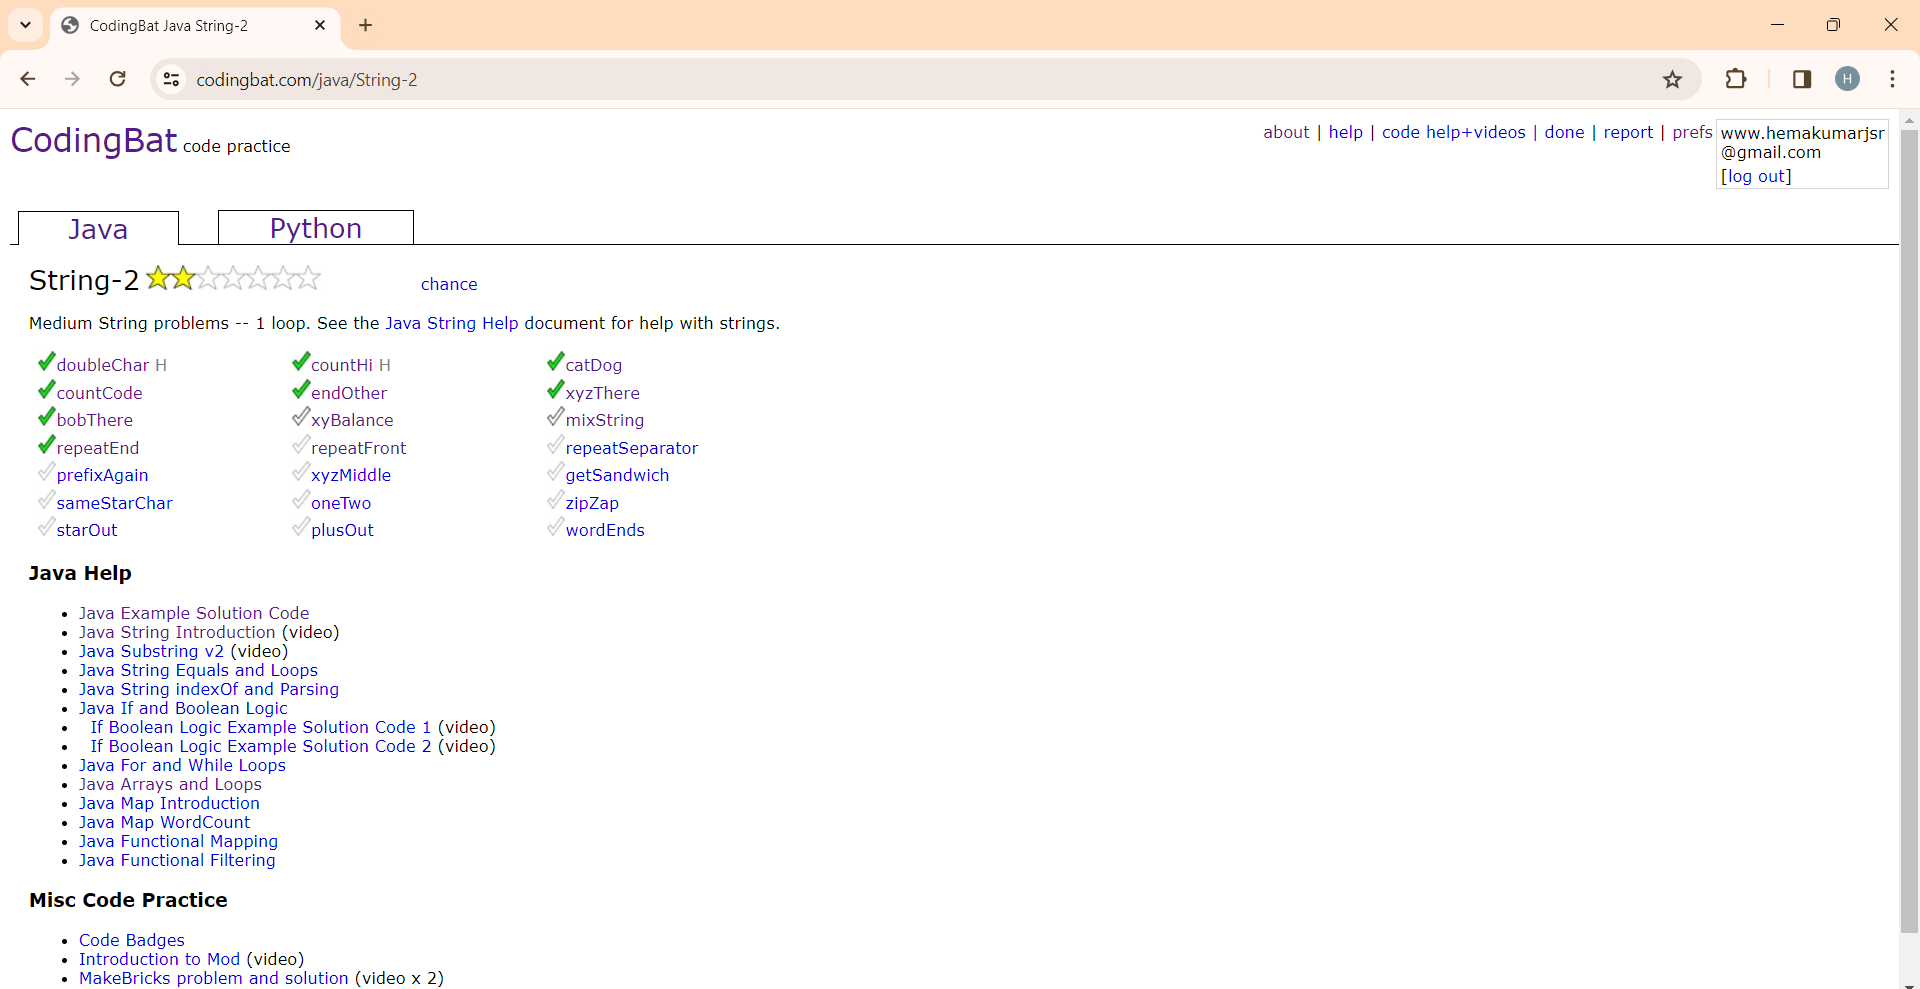 CodingBat Java String-2
codingbat.com/java/String-2
H
CodingBat code practice
about | help | code help+videos | done | report | prefs
www.hemakumarjsr
@gmail.com
[log out]
Java
Python
String-2
chance
Medium String problems -- 1 loop. See the Java String Help document for help with strings.
doubleChar H countHi H catDog
countCode endOther xyzThere
bobThere xyBalance mixString
repeatEnd repeatFront repeatSeparator
prefixAgain xyzMiddle getSandwich
sameStarChar oneTwo zipZap
starOut plusOut wordEnds
Java Help
Java Example Solution Code
Java String Introduction (video)
Java Substring v2 (video)
Java String Equals and Loops
Java String indexOf and Parsing
Java If and Boolean Logic
If Boolean Logic Example Solution Code 1 (video)
If Boolean Logic Example Solution Code 2 (video)
Java For and While Loops
Java Arrays and Loops
Java Map Introduction
Java Map WordCount
Java Functional Mapping
Java Functional Filtering
Misc Code Practice
Code Badges
Introduction to Mod (video)
MakeBricks problem and solution (video x 2)